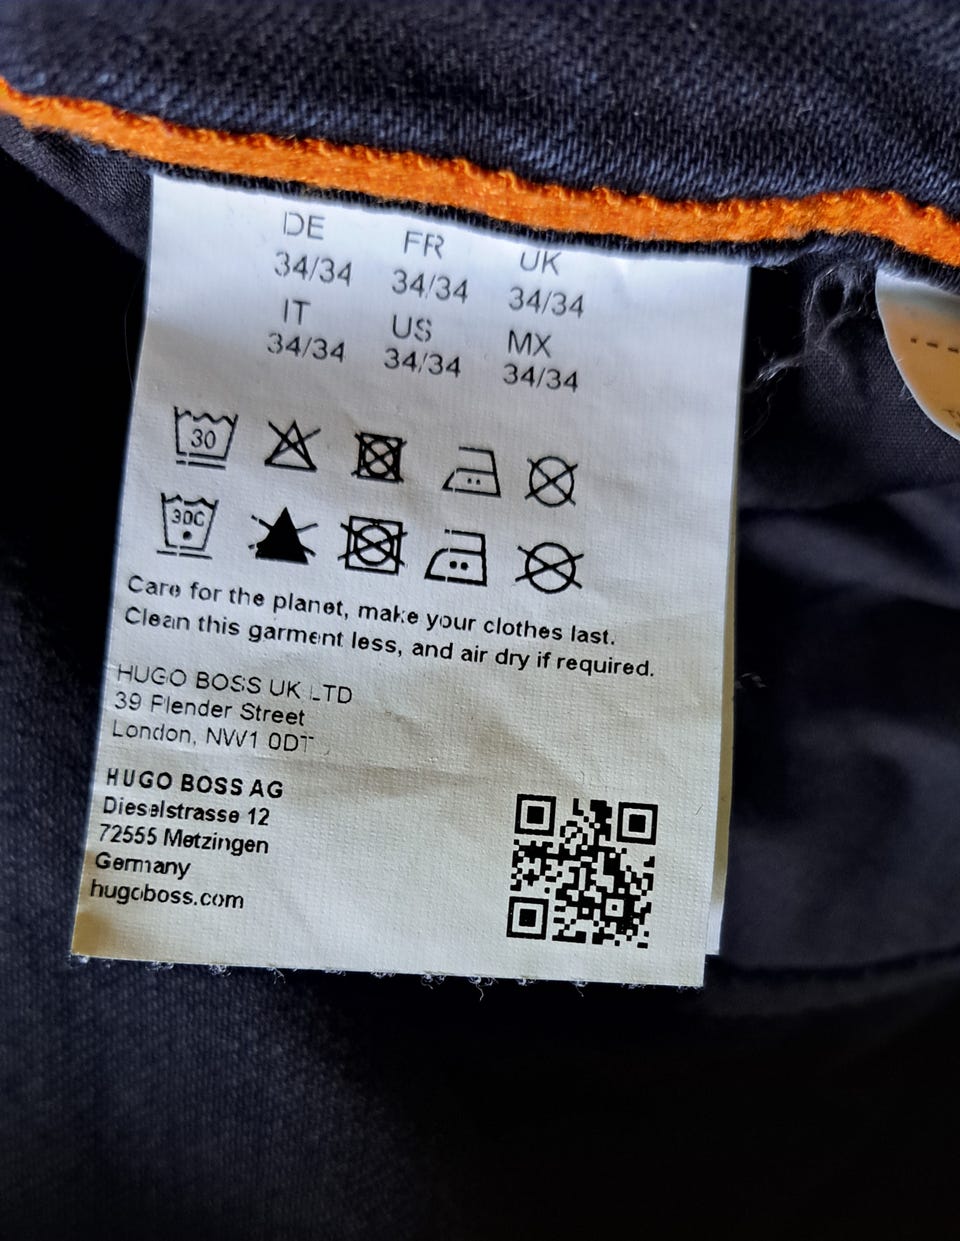 DE FR UK
34/34 34/34 34/34
IT US MX
34/34 34/34 34/34
30
30C
Care for the planet, make your clothes last.
Clean this garment less, and air dry if required.
HUGO BOSS UK LTD
39 Plender Street
London, NW1 0DT
HUGO BOSS AG
Dieselstrasse 12
72555 Metzingen
Germany
hugoboss.com